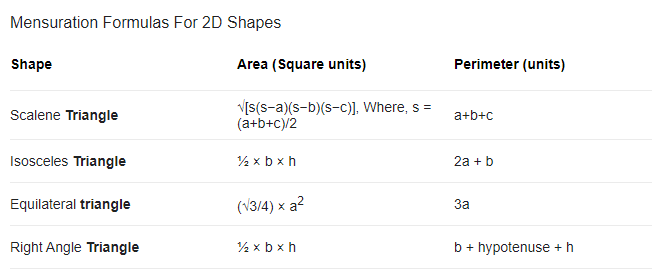 Mensuration Formulas For 2D Shapes
Shape Area (Square units) Perimeter (units)
Scalene Triangle √[s(s−a)(s−b)(s−c)], Where, s = (a+b+c)/2 a+b+c
Isosceles Triangle ½ × b × h 2a + b
Equilateral triangle (√3/4) × a² 3a
Right Angle Triangle ½ × b × h b + hypotenuse + h